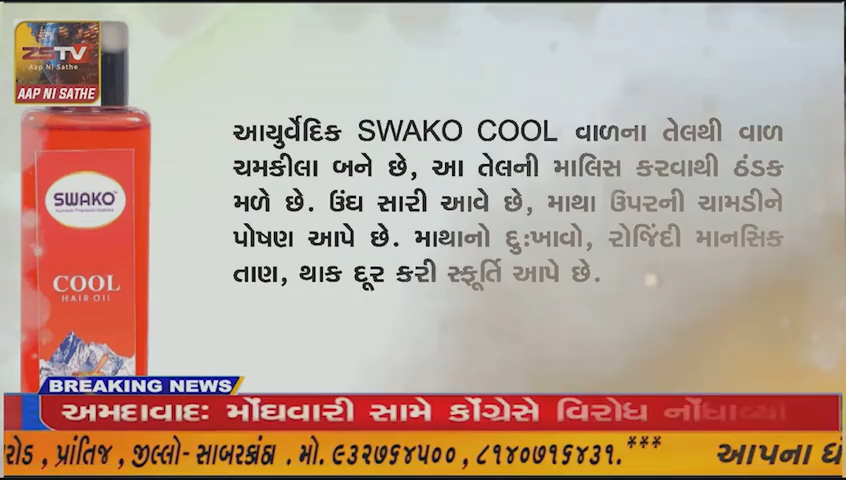 ZSTV
Aap Ni Sathe
AAP NI SATHE
આયુર્વેદિક SWAKO COOL વાળના તેલથી વાળ
ચમકીલા બને છે, આ તેલની માલિસ કરવાથી ઠંડક
મળે છે. ઉંઘ સારી આવે છે, માથા ઉપરની ચામડીને
પોષણ આપે છે. માથાનો દુઃખાવો, રોજિંદી માનસિક
તાણ, થાક દૂર કરી સ્ફૂર્તિ આપે છે.
SWAKO
COOL
HAIR OIL
BREAKING NEWS
અમદાવાદઃ મોંઘવારી સામે કોંગ્રેસે વિરોધ નોંધાવ્યો
રોડ, પ્રાંતિજ, જીલ્લો- સાબરકાંઠા . મો. ૯૩૨૭૬૪૫૦૦, ૮૧૪૦૭૧૬૪૩૧.*** આપના ધં